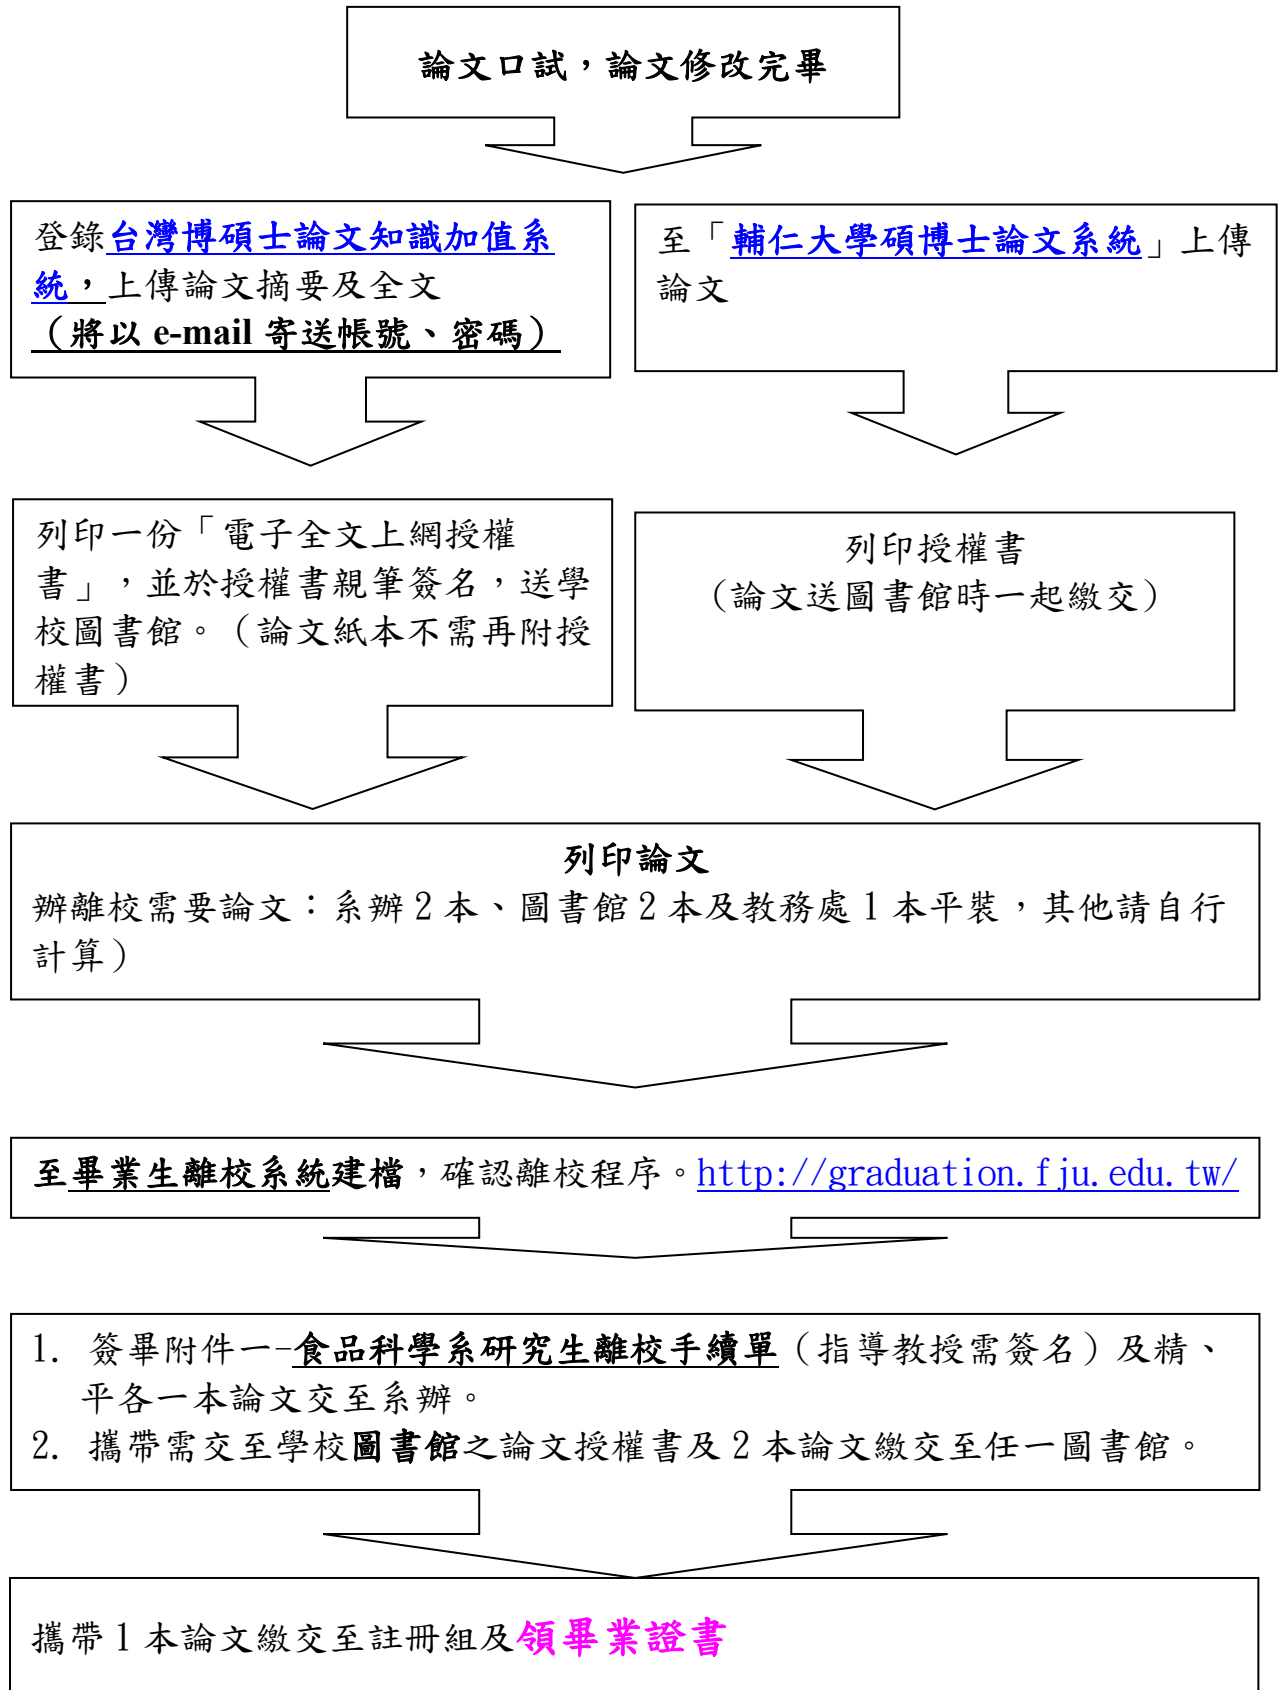 論文口試，論文修改完畢
登錄台灣博碩士論文知識加值系
統，上傳論文摘要及全文
（將以 e-mail 寄送帳號、密碼）
至「輔仁大學碩博士論文系統」上傳
論文
列印一份「電子全文上網授權
書」，並於授權書親筆簽名，送學
校圖書館。（論文紙本不需再附授
權書）
列印授權書
（論文送圖書館時一起繳交）
列印論文
辦離校需要論文：系辦2本、圖書館2本及教務處1本平裝，其他請自行
計算）
至畢業生離校系統建檔，確認離校程序。http://graduation.fju.edu.tw/
1. 簽畢附件一-食品科學系研究生離校手續單（指導教授需簽名）及精、
平各一本論文交至系辦。
2. 攜帶需交至學校圖書館之論文授權書及2本論文繳交至任一圖書館。
攜帶1本論文繳交至註冊組及領畢業證書